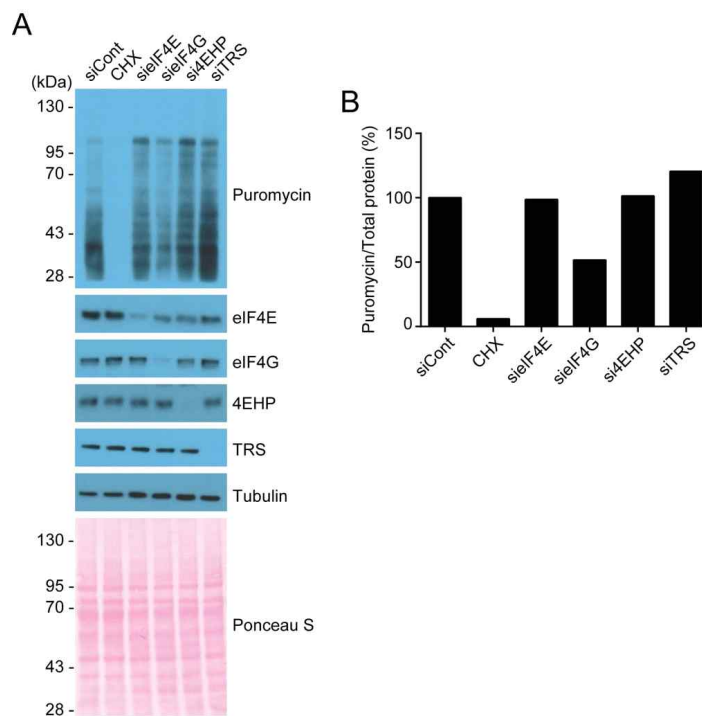 A
siCont
CHX
sieIF4E
sieIF4G
si4EHP
siTRS
(kDa)
130 -
95 -
70 -
43 -
28 -
Puromycin
eIF4E
eIF4G
4EHP
TRS
Tubulin
130 -
95 -
70 -
43 -
28 -
Ponceau S
B
Puromycin/Total protein (%)
150
100
50
0
siCont
CHX
sieIF4E
sieIF4G
si4EHP
siTRS